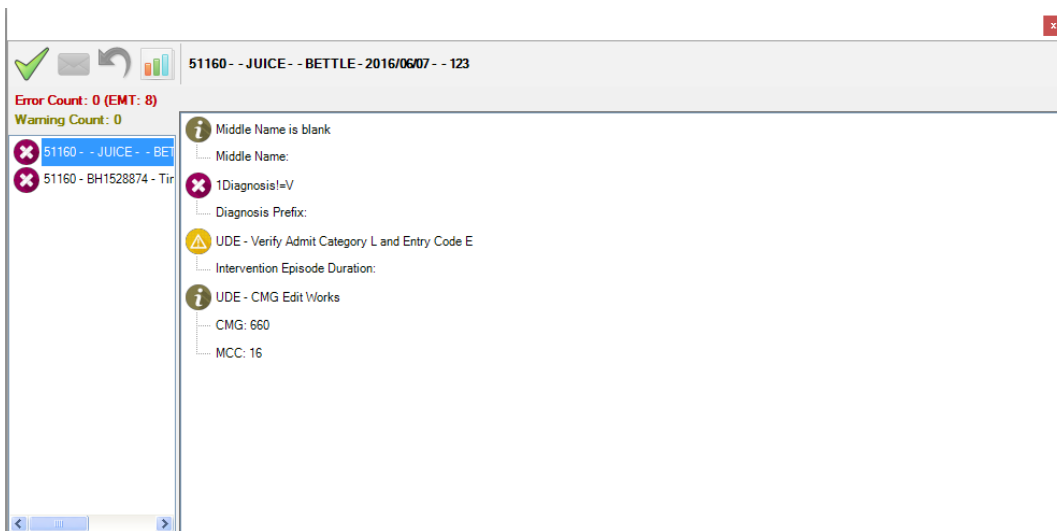 x
51160 - - JUICE - - BETTLE - 2016/06/07 - - 123
Error Count: 0 (EMT: 8)
Warning Count: 0
51160 - - JUICE - - BET
51160 - BH1528874 - Tir
Middle Name is blank
Middle Name:
1Diagnosis!=V
Diagnosis Prefix:
UDE - Verify Admit Category L and Entry Code E
Intervention Episode Duration:
UDE - CMG Edit Works
CMG: 660
MCC: 16